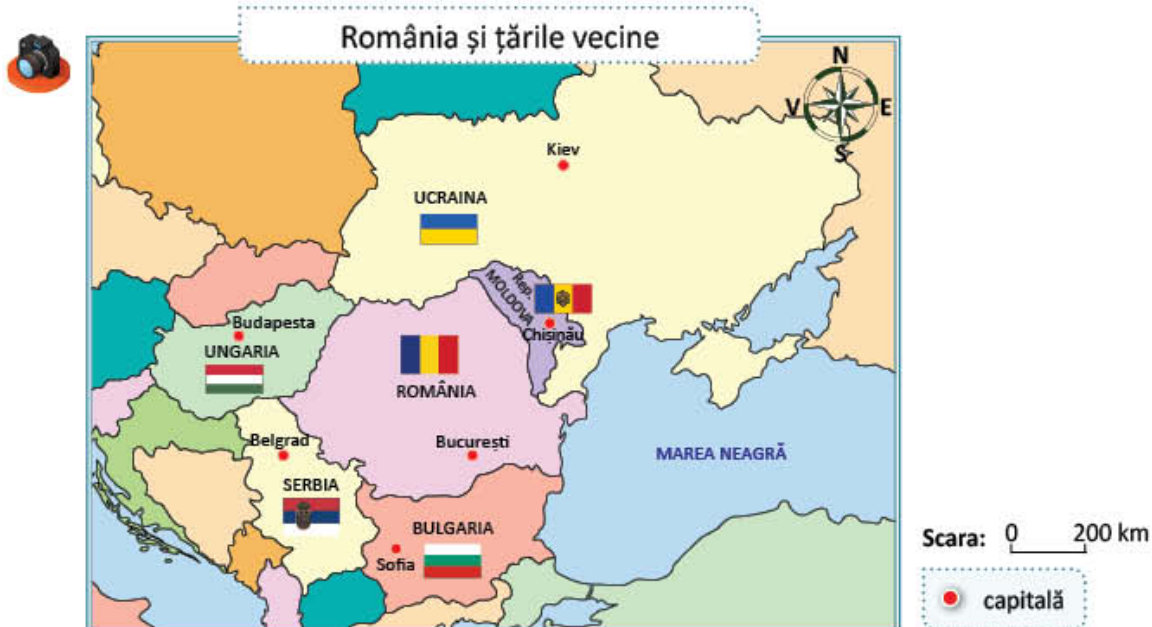 România și țările vecine
N
V
E
S
Kiev
UCRAINA
Rep.
MOLDOVA
Chișinău
Budapesta
UNGARIA
ROMÂNIA
București
Belgrad
SERBIA
MAREA NEAGRĂ
BULGARIA
Sofia
Scara: 0 200 km
capitală